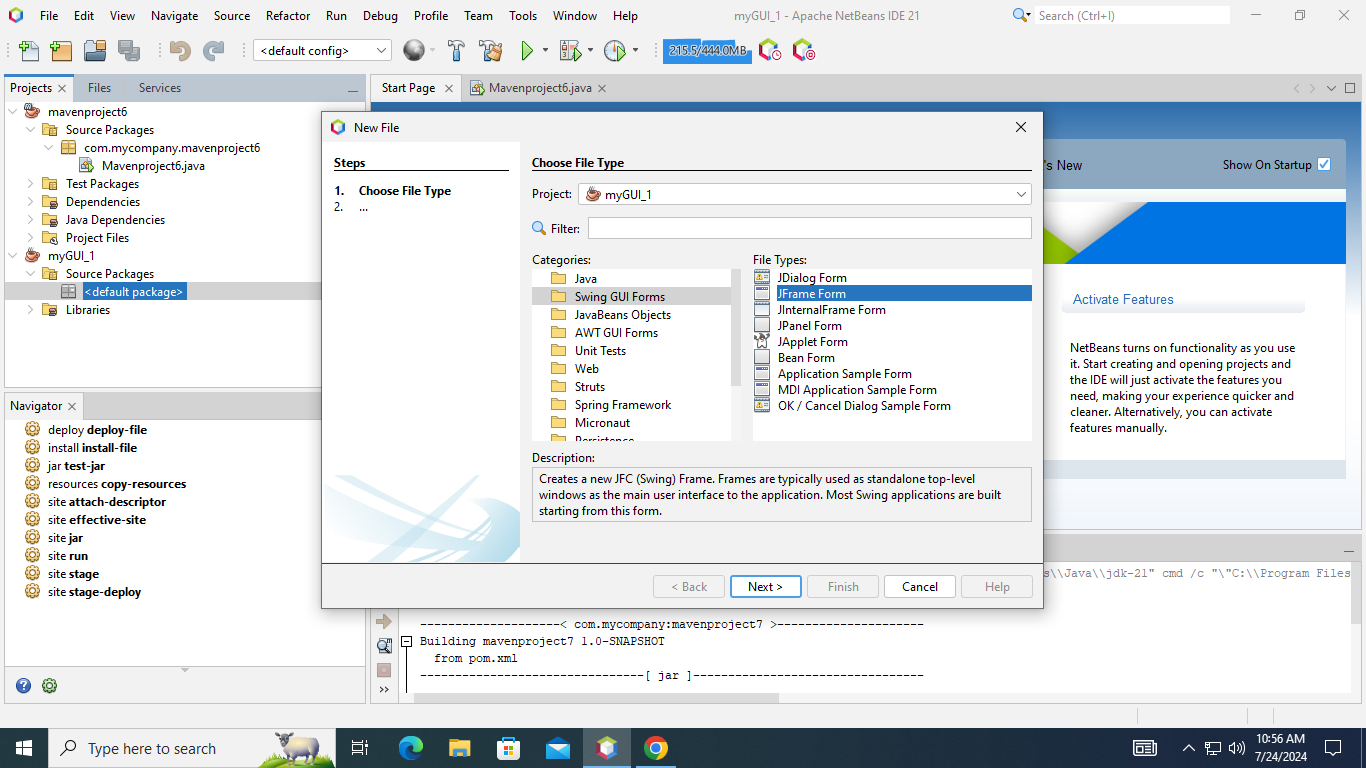 File Edit View Navigate Source Refactor Run Debug Profile Team Tools Window Help
myGUI_1 - Apache NetBeans IDE 21
Search (Ctrl+I)
<default config>
215.5/444.0MB
Projects Files Services
mavenproject6
Source Packages
com.mycompany.mavenproject6
Mavenproject6.java
Test Packages
Dependencies
Java Dependencies
Project Files
myGUI_1
Source Packages
<default package>
Libraries
Navigator
deploy deploy-file
install install-file
jar test-jar
resources copy-resources
site attach-descriptor
site effective-site
site jar
site run
site stage
site stage-deploy
Start Page Mavenproject6.java
's New
Show On Startup
Activate Features
NetBeans turns on functionality as you use
it. Start creating and opening projects and
the IDE will just activate the features you
need, making your experience quicker and
cleaner. Alternatively, you can activate
features manually.
New File
Steps
1. Choose File Type
2. ...
Choose File Type
Project: myGUI_1
Filter:
Categories:
Java
Swing GUI Forms
JavaBeans Objects
AWT GUI Forms
Unit Tests
Web
Struts
Spring Framework
Micronaut
Persistence
File Types:
JDialog Form
JFrame Form
JInternalFrame Form
JPanel Form
JApplet Form
Bean Form
Application Sample Form
MDI Application Sample Form
OK / Cancel Dialog Sample Form
Description:
Creates a new JFC (Swing) Frame. Frames are typically used as standalone top-level
windows as the main user interface to the application. Most Swing applications are built
starting from this form.
< Back Next > Finish Cancel Help
s\\Java\\jdk-21" cmd /c "\"C:\\Program Files
--------------------< com.mycompany:mavenproject7 >---------------------
Building mavenproject7 1.0-SNAPSHOT
from pom.xml
--------------------------------[ jar ]---------------------------------
Type here to search
10:56 AM
7/24/2024